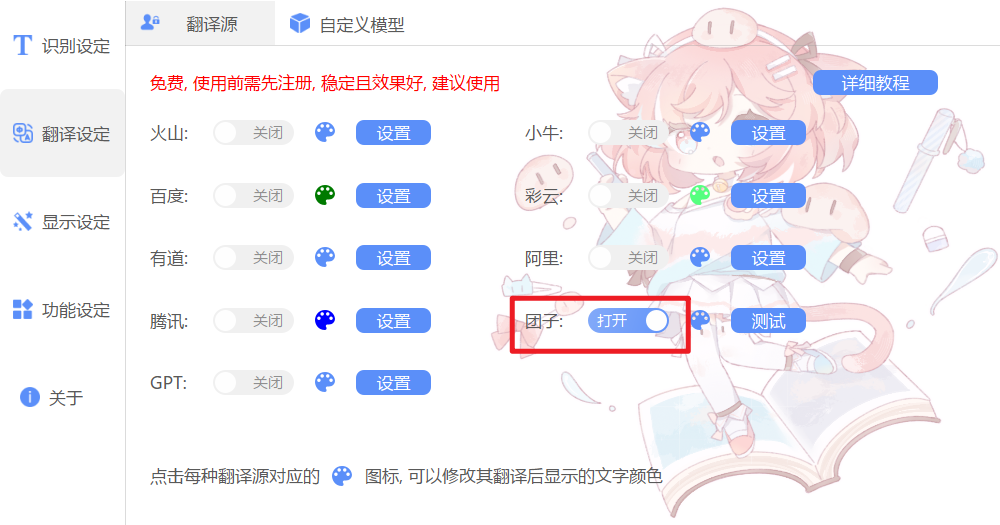 识别设定
翻译设定
显示设定
功能设定
关于
翻译源
自定义模型
免费, 使用前需先注册, 稳定且效果好, 建议使用
详细教程
火山: 关闭 设置
小牛: 关闭 设置
百度: 关闭 设置
彩云: 关闭 设置
有道: 关闭 设置
阿里: 关闭 设置
腾讯: 关闭 设置
团子: 打开 测试
GPT: 关闭 设置
点击每种翻译源对应的 图标, 可以修改其翻译后显示的文字颜色